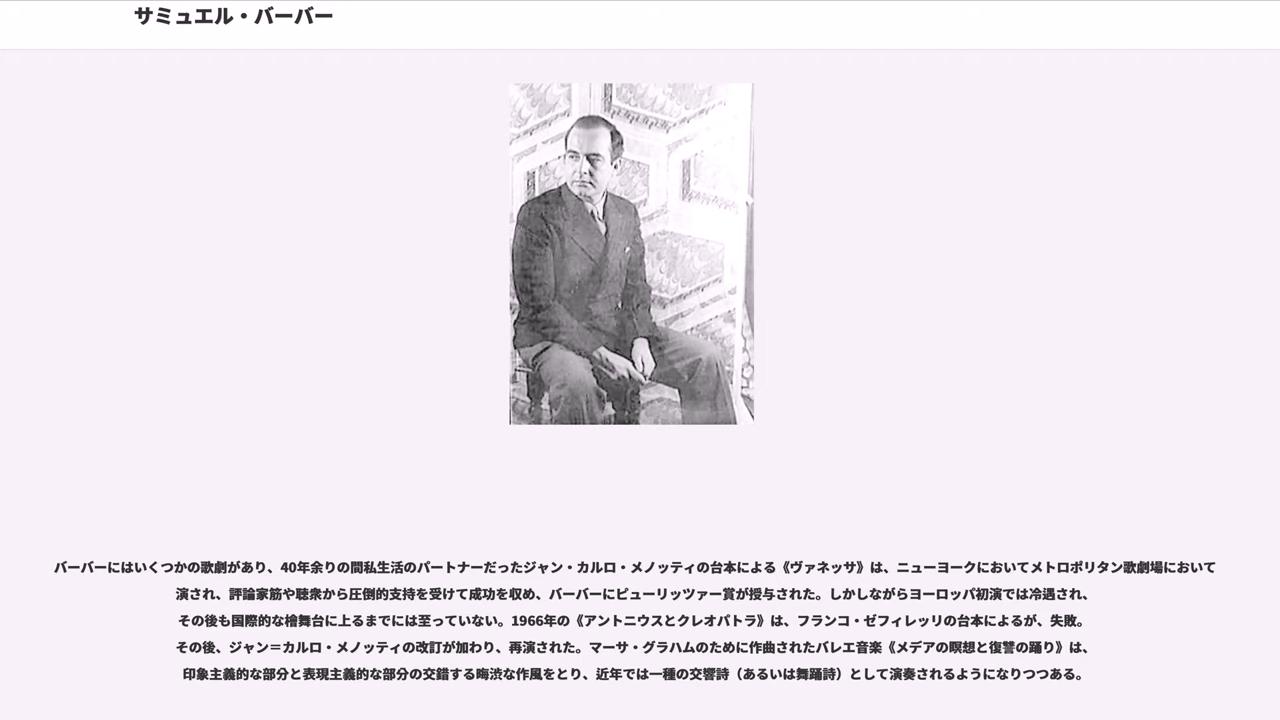 サミュエル・バーバー
バーバーにはいくつかの歌劇があり、40年余りの間私生活のパートナーだったジャン・カルロ・メノッティの台本による《ヴァネッサ》は、ニューヨークにおいてメトロポリタン歌劇場において
演され、評論家筋や聴衆から圧倒的支持を受けて成功を収め、バーバーにピューリッツァー賞が授与された。しかしながらヨーロッパ初演では冷遇され、
その後も国際的な檜舞台に上るまでには至っていない。1966年の《アントニウスとクレオパトラ》は、フランコ・ゼフィレッリの台本によるが、失敗。
その後、ジャン＝カルロ・メノッティの改訂が加わり、再演された。マーサ・グラハムのために作曲されたバレエ音楽《メデアの瞑想と復讐の踊り》は、
印象主義的な部分と表現主義的な部分の交錯する晦渋な作風をとり、近年では一種の交響詩（あるいは舞踊詩）として演奏されるようになりつつある。